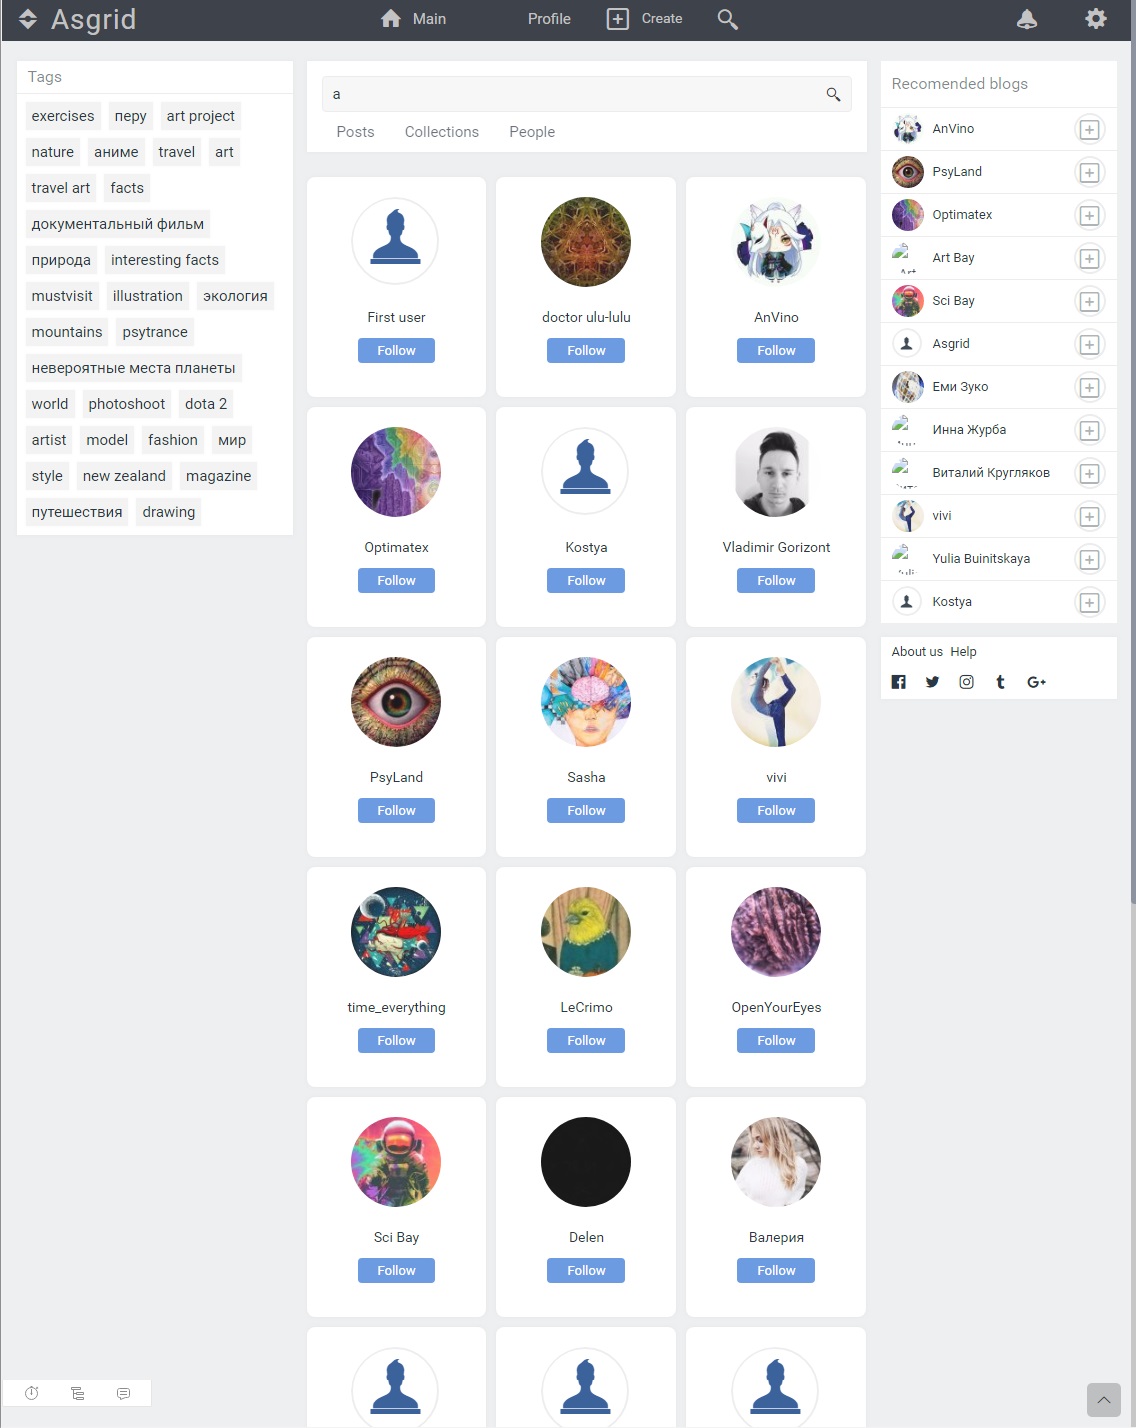 Asgrid
Main
Profile
Create
Tags
exercises перу art project
nature аниме travel art
travel art facts
документальный фильм
природа interesting facts
mustvisit illustration экология
mountains psytrance
невероятные места планеты
world photoshoot dota 2
artist model fashion мир
style new zealand magazine
путешествия drawing
a
Posts Collections People
First user doctor ulu-lulu AnVino
Follow Follow Follow
Optimatex Kostya Vladimir Gorizont
Follow Follow Follow
PsyLand Sasha vivi
Follow Follow Follow
time_everything LeCrimo OpenYourEyes
Follow Follow Follow
Sci Bay Delen Валерия
Follow Follow Follow
Recomended blogs
AnVino
PsyLand
Optimatex
Art Bay
Sci Bay
Asgrid
Еми Зуко
Инна Журба
Виталий Кругляков
vivi
Yulia Buinitskaya
Kostya
About us Help